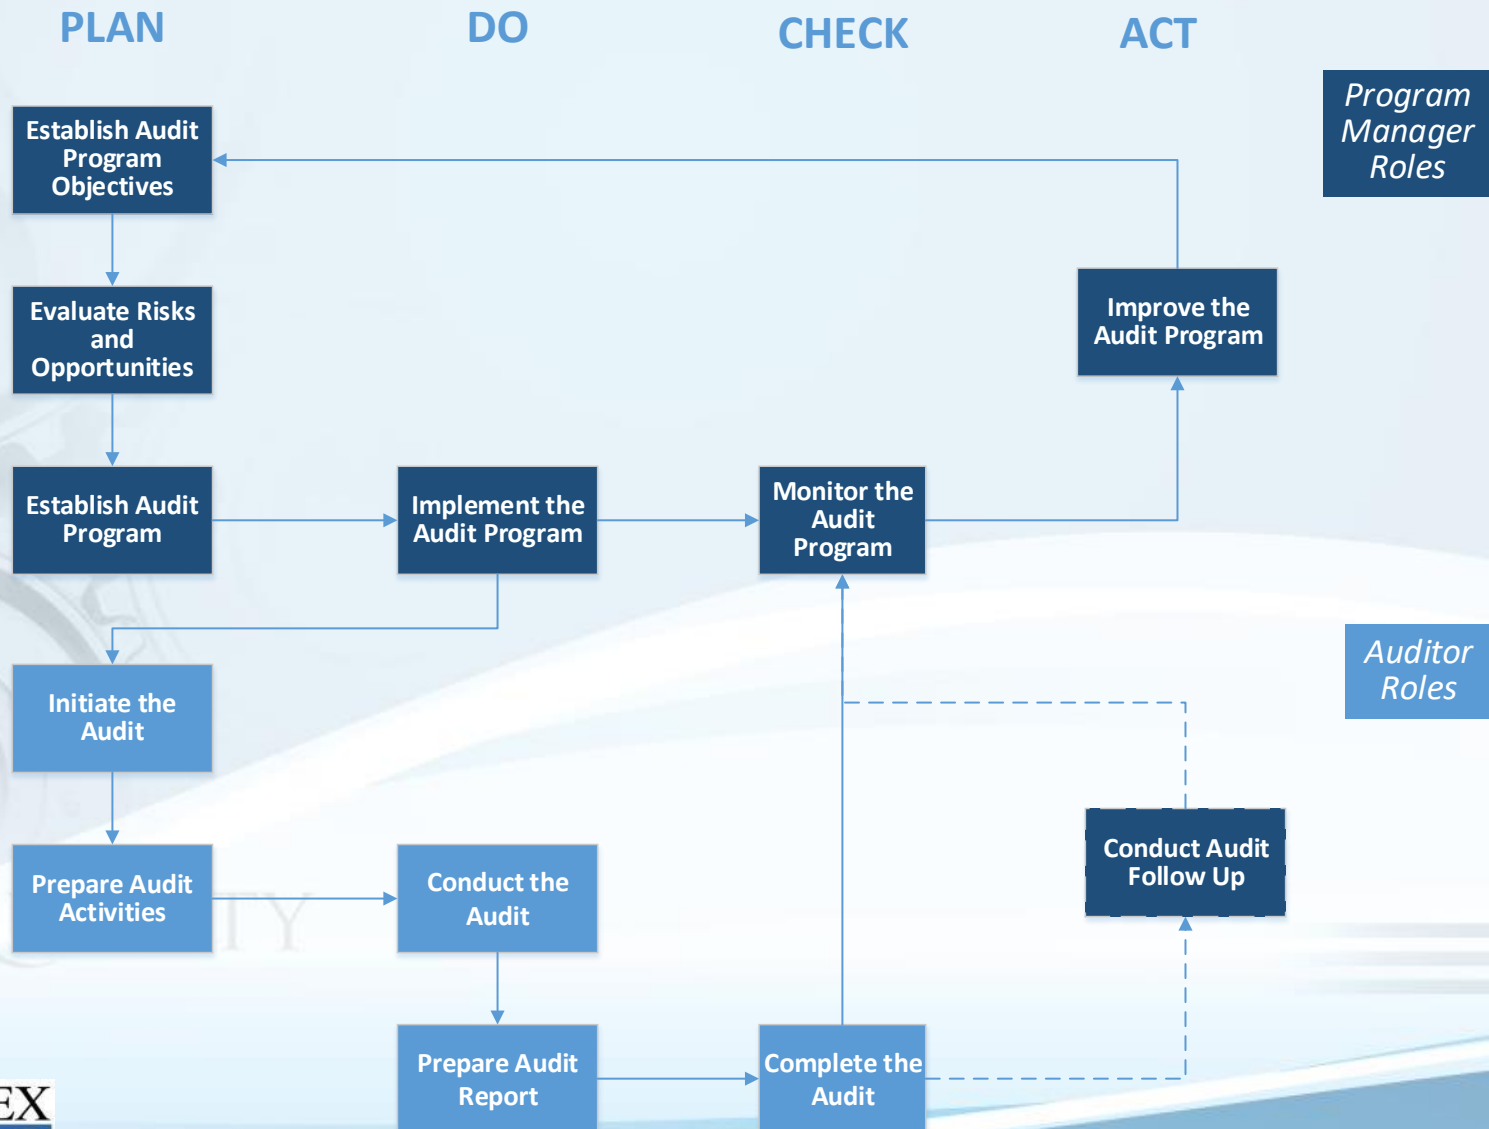 PLAN
DO
CHECK
ACT
Program
Manager
Roles
Establish Audit
Program
Objectives
Evaluate Risks
and
Opportunities
Improve the
Audit Program
Establish Audit
Program
Implement the
Audit Program
Monitor the
Audit
Program
Auditor
Roles
Initiate the
Audit
Prepare Audit
Activities
Conduct the
Audit
Conduct Audit
Follow Up
Prepare Audit
Report
Complete the
Audit
TY
EX